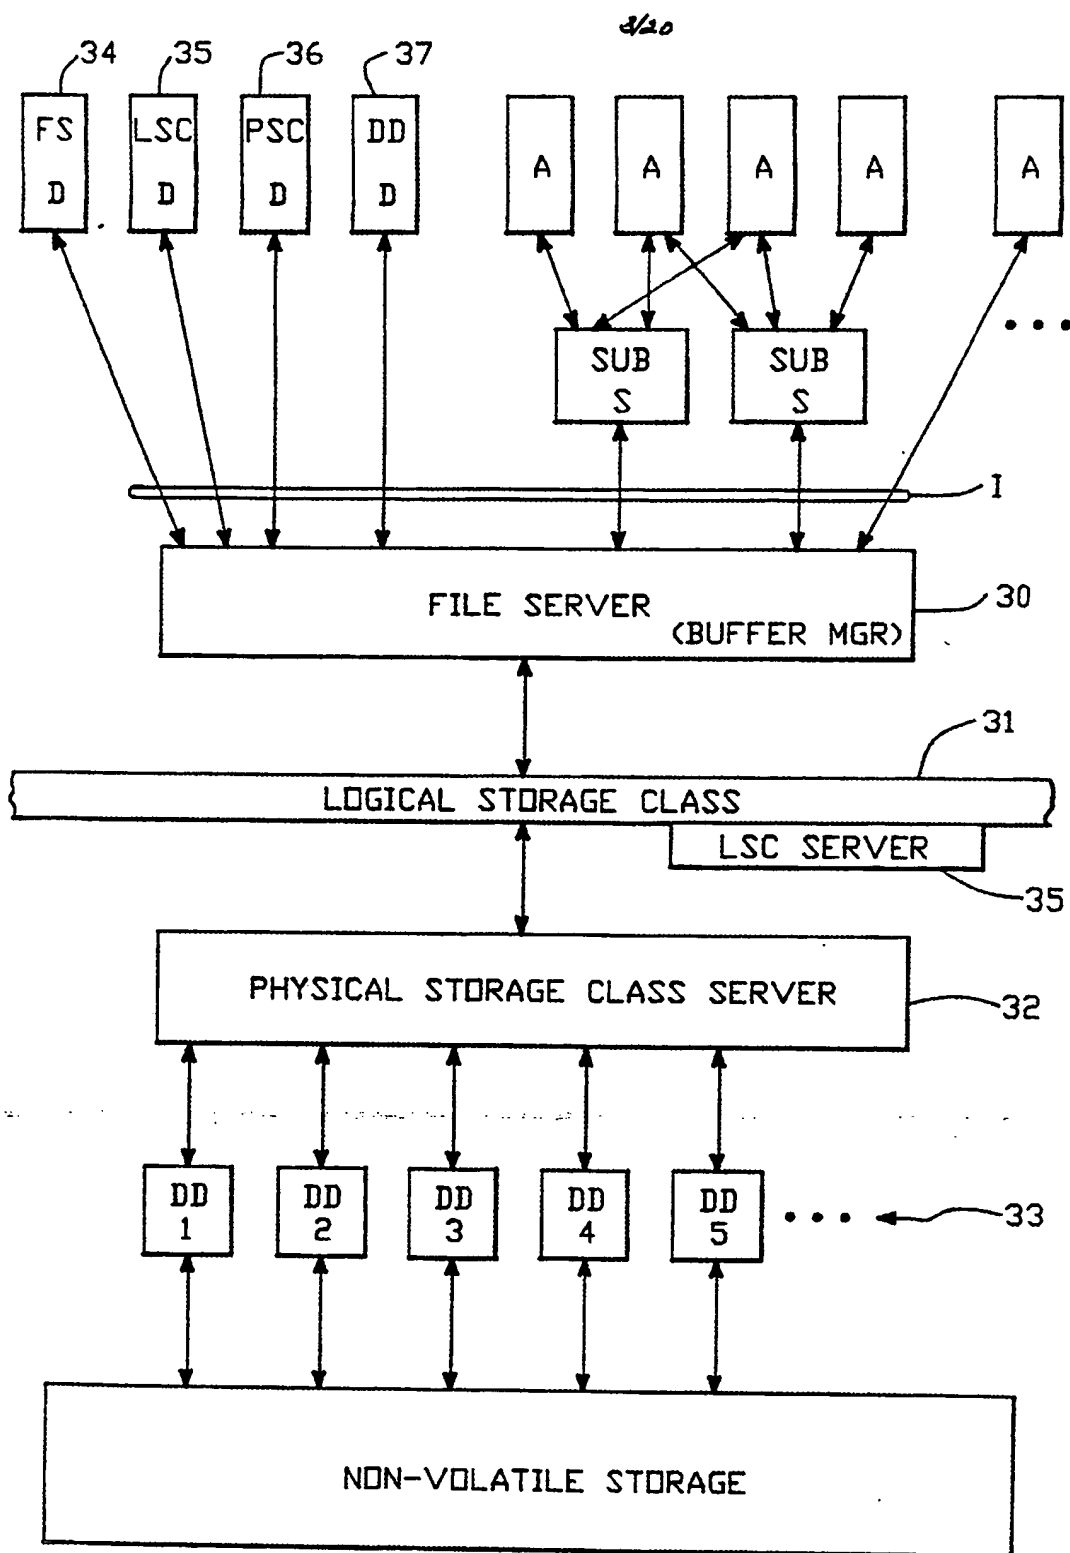 3/20
34 35 36 37
FS LSC PSC DD
D D D D
A A A A A
SUB SUB
S S
I
FILE SERVER
(BUFFER MGR)
30
31
LOGICAL STORAGE CLASS
LSC SERVER
35
PHYSICAL STORAGE CLASS SERVER
32
DD DD DD DD DD
1 2 3 4 5
33
NON-VOLATILE STORAGE